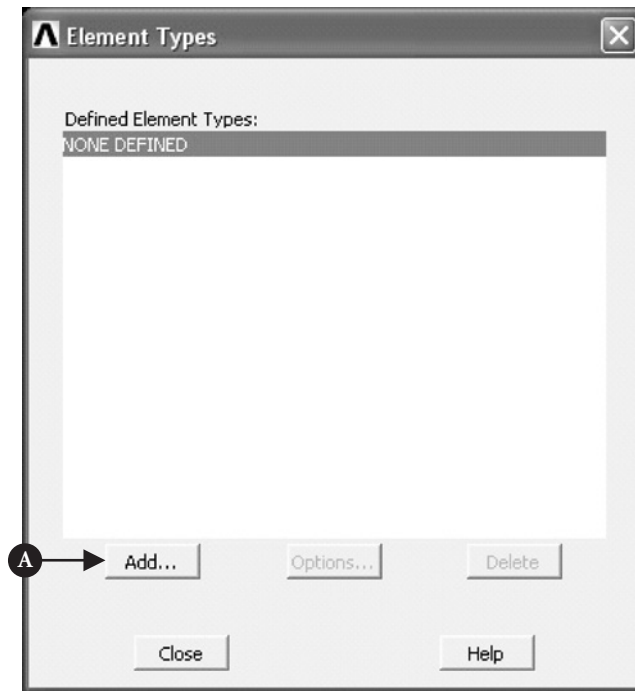 Element Types
Defined Element Types:
NONE DEFINED
A
Add...
Options...
Delete
Close
Help